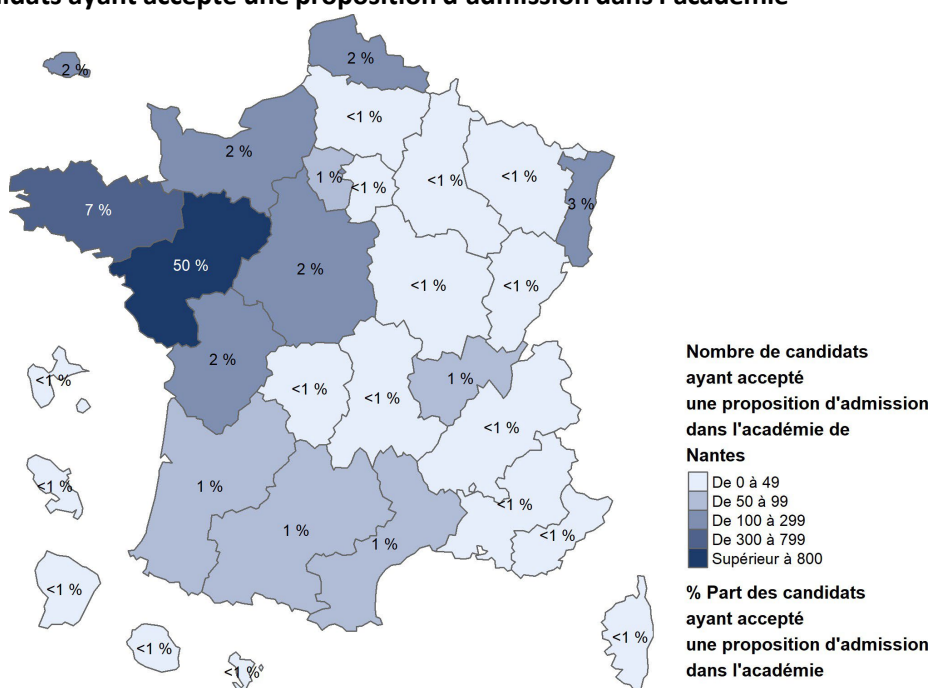 idats ayant accepté une proposition d'admission dans l'académie
2 %
2 %
<1 %
2 %
1 %
<1 %
<1 %
<1 %
3 %
7 %
50 %
2 %
<1 %
<1 %
2 %
<1 %
<1 %
1 %
<1 %
<1 %
<1 %
1 %
<1 %
1 %
1 %
<1 %
<1 %
<1 %
<1 %
<1 %
Nombre de candidats
ayant accepté
une proposition d'admission
dans l'académie de
Nantes
De 0 à 49
De 50 à 99
De 100 à 299
De 300 à 799
Supérieur à 800
% Part des candidats
ayant accepté
une proposition d'admission
dans l'académie